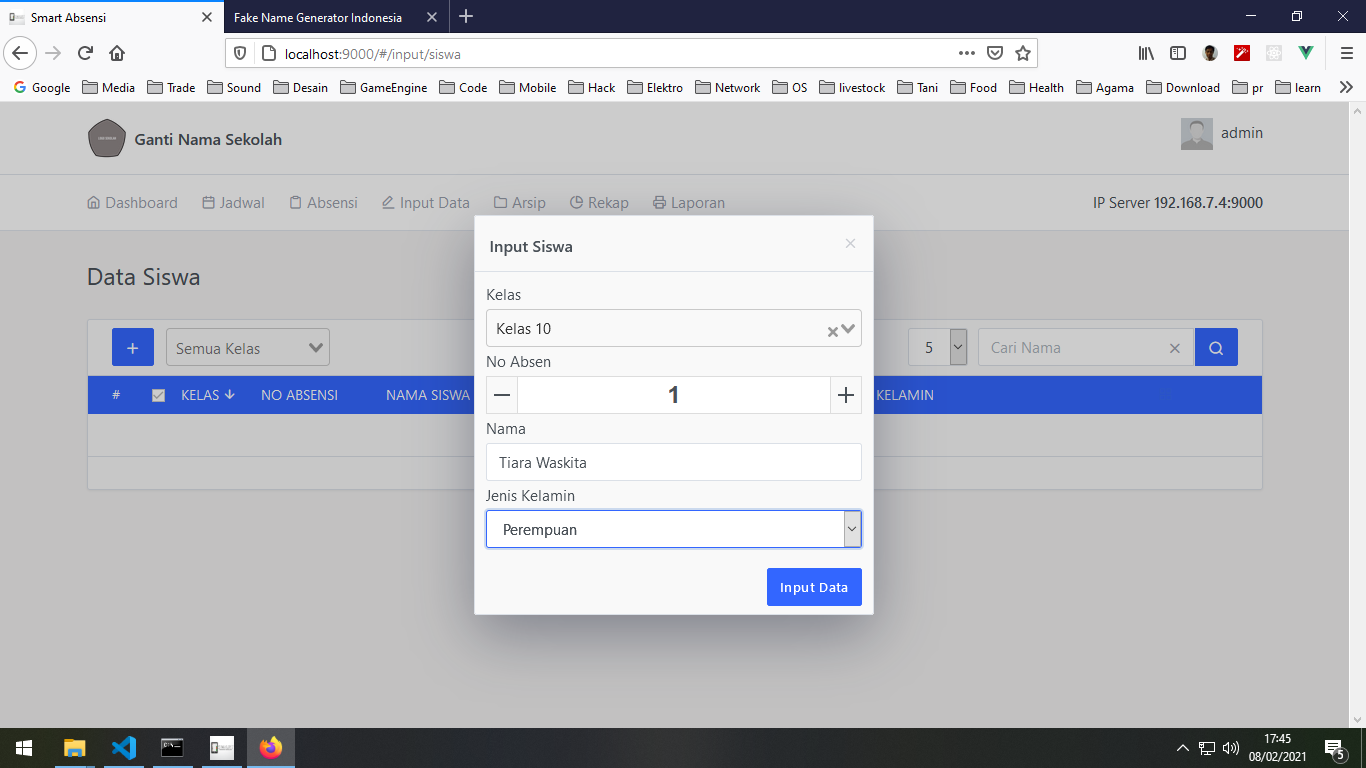 Smart Absensi
Fake Name Generator Indonesia
localhost:9000/#/input/siswa
Google Media Trade Sound Desain GameEngine Code Mobile Hack Elektro Network OS livestock Tani Food Health Agama Download pr learn
Ganti Nama Sekolah
admin
Dashboard Jadwal Absensi Input Data Arsip Rekap Laporan
IP Server 192.168.7.4:9000
Data Siswa
+ Semua Kelas 5 Cari Nama
# KELAS NO ABSENSI NAMA SISWA KELAMIN
Input Siswa
Kelas
Kelas 10
No Absen
1
Nama
Tiara Waskita
Jenis Kelamin
Perempuan
Input Data
17:45
08/02/2021
5